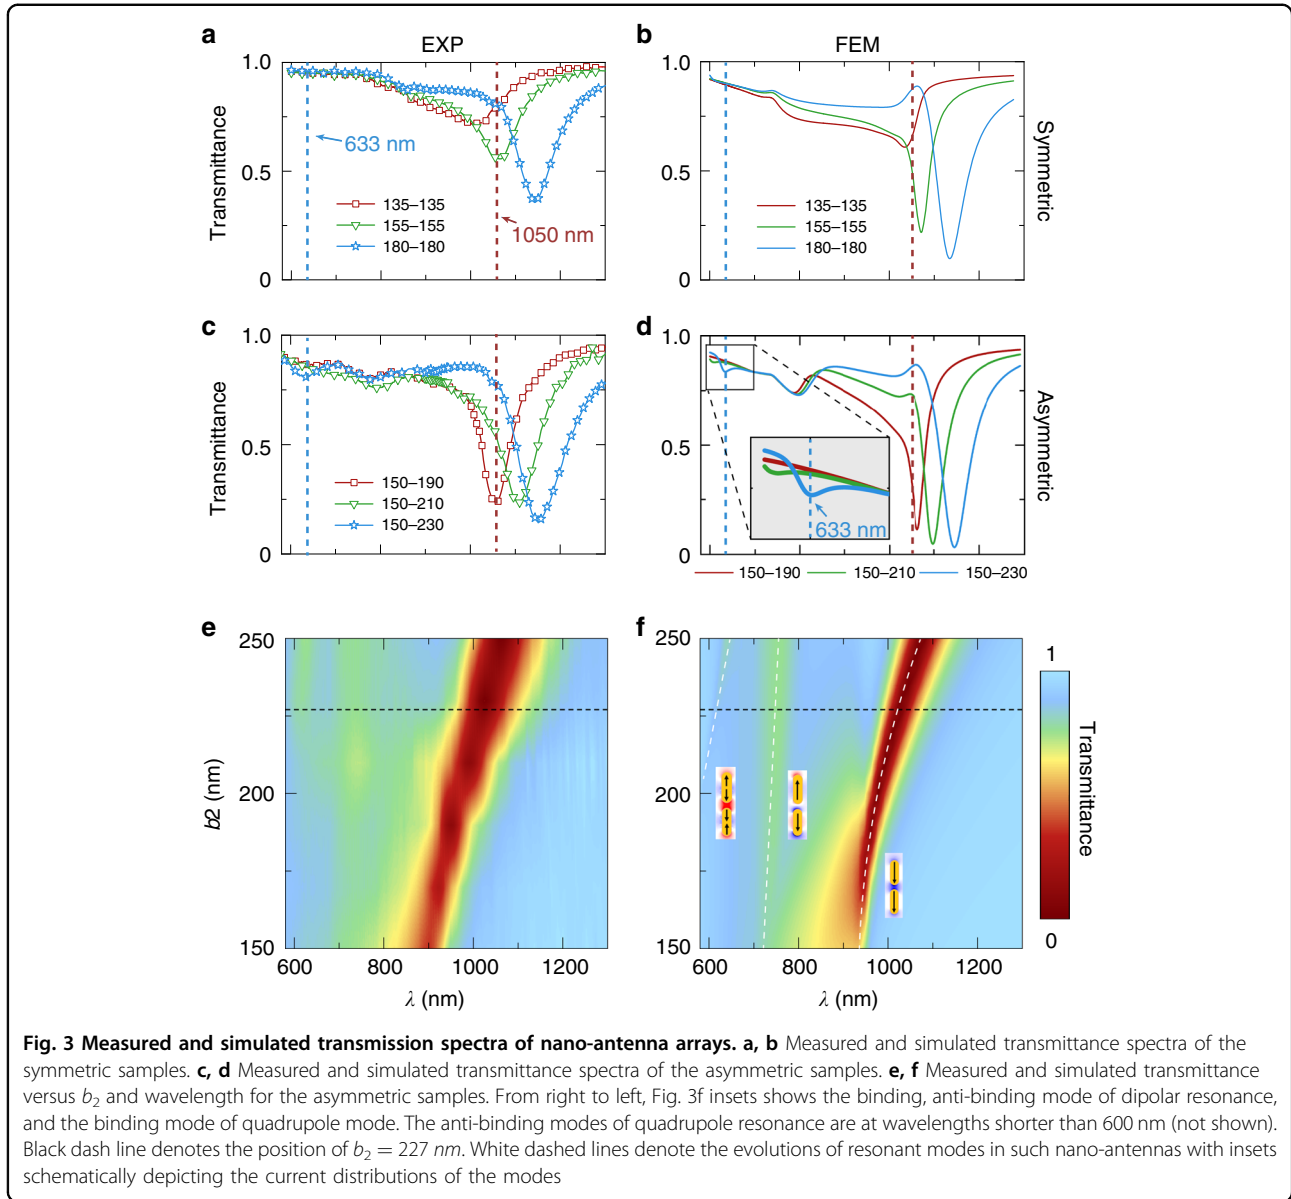 a
EXP
b
FEM
1.0
0.5
0
Transmittance
633 nm
1050 nm
135–135
155–155
180–180
1.0
0.5
0
135–135
155–155
180–180
Symmetric
c
1.0
0.5
0
Transmittance
150–190
150–210
150–230
d
1.0
0.5
0
633 nm
150–190 150–210 150–230
Asymmetric
e
250
200
150
b2 (nm)
600 800 1000 1200
λ (nm)
f
250
200
150
600 800 1000 1200
λ (nm)
1
0
Transmittance
Fig. 3 Measured and simulated transmission spectra of nano-antenna arrays. a, b Measured and simulated transmittance spectra of the
symmetric samples. c, d Measured and simulated transmittance spectra of the asymmetric samples. e, f Measured and simulated transmittance
versus b₂ and wavelength for the asymmetric samples. From right to left, Fig. 3f insets shows the binding, anti-binding mode of dipolar resonance,
and the binding mode of quadrupole mode. The anti-binding modes of quadrupole resonance are at wavelengths shorter than 600 nm (not shown).
Black dash line denotes the position of b₂ = 227 nm. White dashed lines denote the evolutions of resonant modes in such nano-antennas with insets
schematically depicting the current distributions of the modes